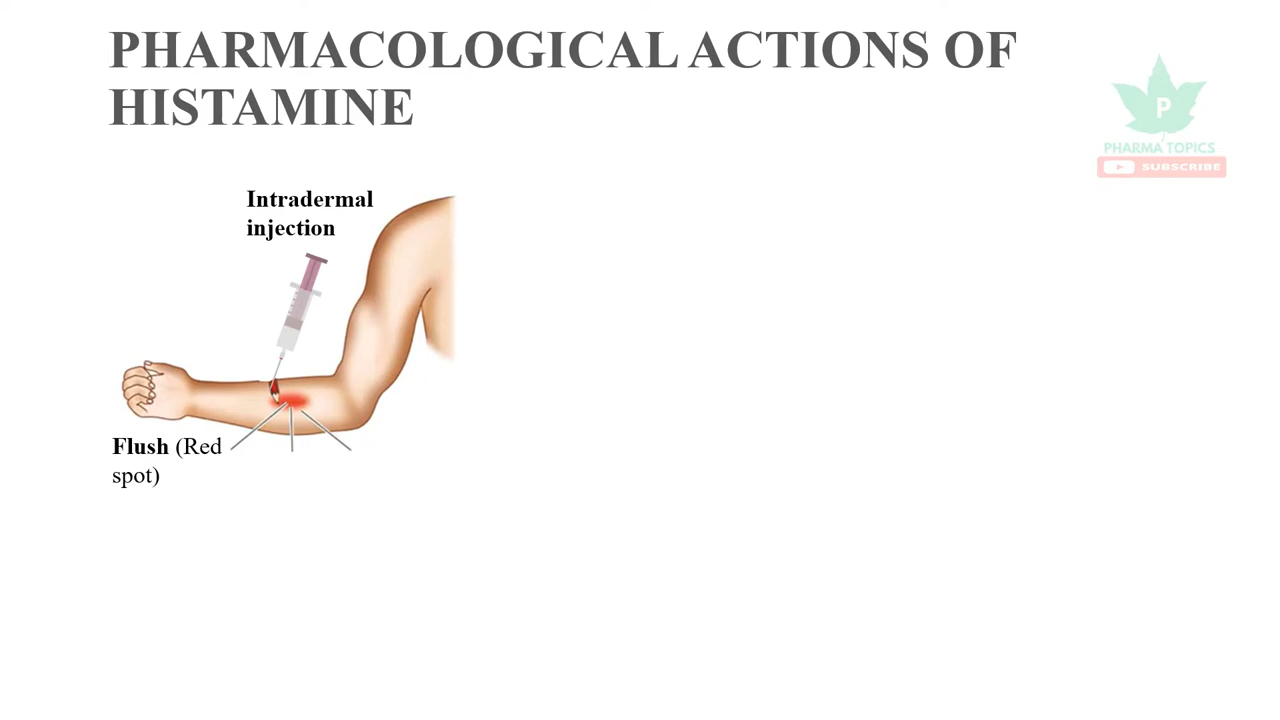 PHARMACOLOGICAL ACTIONS OF
HISTAMINE
P
PHARMA TOPICS
SUBSCRIBE
Intradermal
injection
Flush (Red
spot)